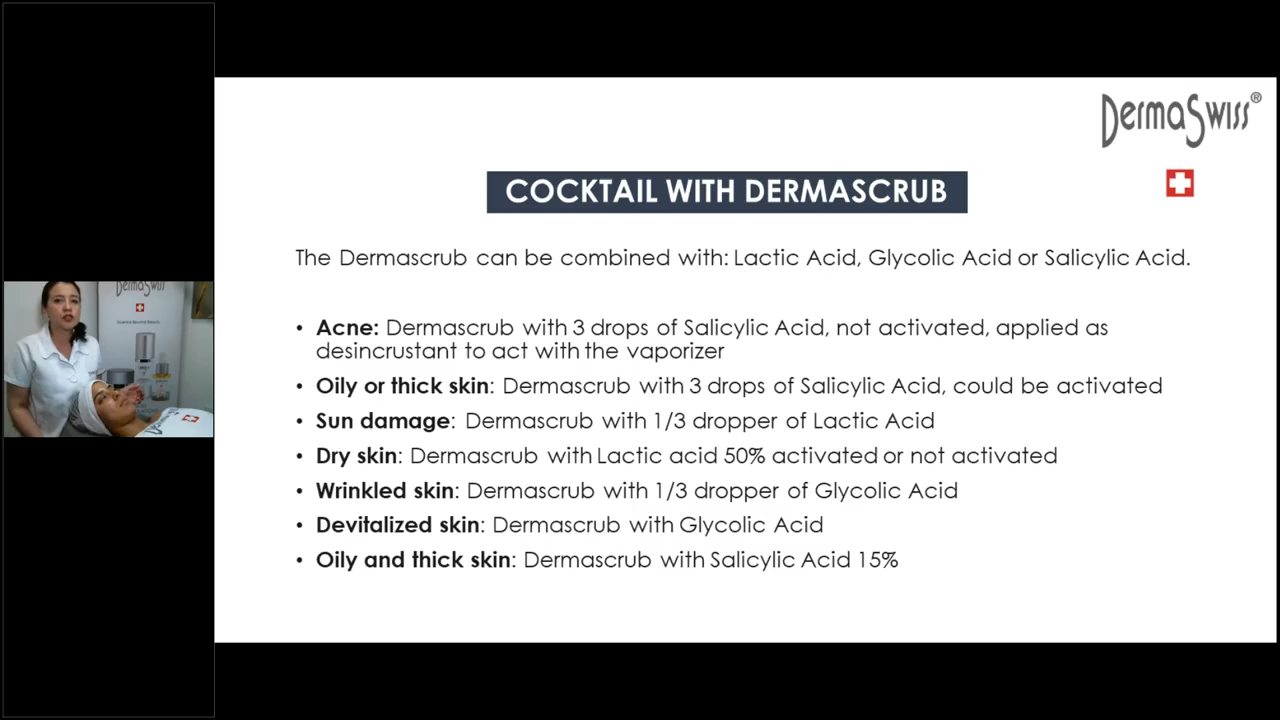 DermaSwiss®
COCKTAIL WITH DERMASCRUB
The Dermascrub can be combined with: Lactic Acid, Glycolic Acid or Salicylic Acid.
• Acne: Dermascrub with 3 drops of Salicylic Acid, not activated, applied as
desincrustant to act with the vaporizer
• Oily or thick skin: Dermascrub with 3 drops of Salicylic Acid, could be activated
• Sun damage: Dermascrub with 1/3 dropper of Lactic Acid
• Dry skin: Dermascrub with Lactic acid 50% activated or not activated
• Wrinkled skin: Dermascrub with 1/3 dropper of Glycolic Acid
• Devitalized skin: Dermascrub with Glycolic Acid
• Oily and thick skin: Dermascrub with Salicylic Acid 15%
DermaSwiss